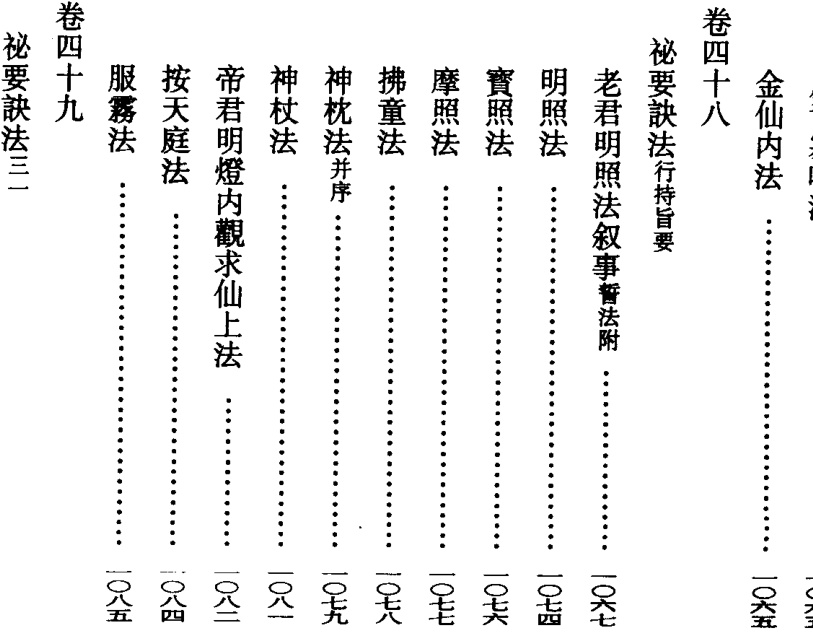 金仙内法 一〇六五
卷四十八
祕要訣法行持旨要
老君明照法叙事誓法附 一〇六七
明照法 一〇七四
寶照法 一〇七六
摩照法 一〇七七
拂童法 一〇七八
神枕法并序 一〇七九
神杖法 一〇八一
帝君明燈内觀求仙上法 一〇八二
按天庭法 一〇八四
服霧法 一〇八五
卷四十九
祕要訣法三一